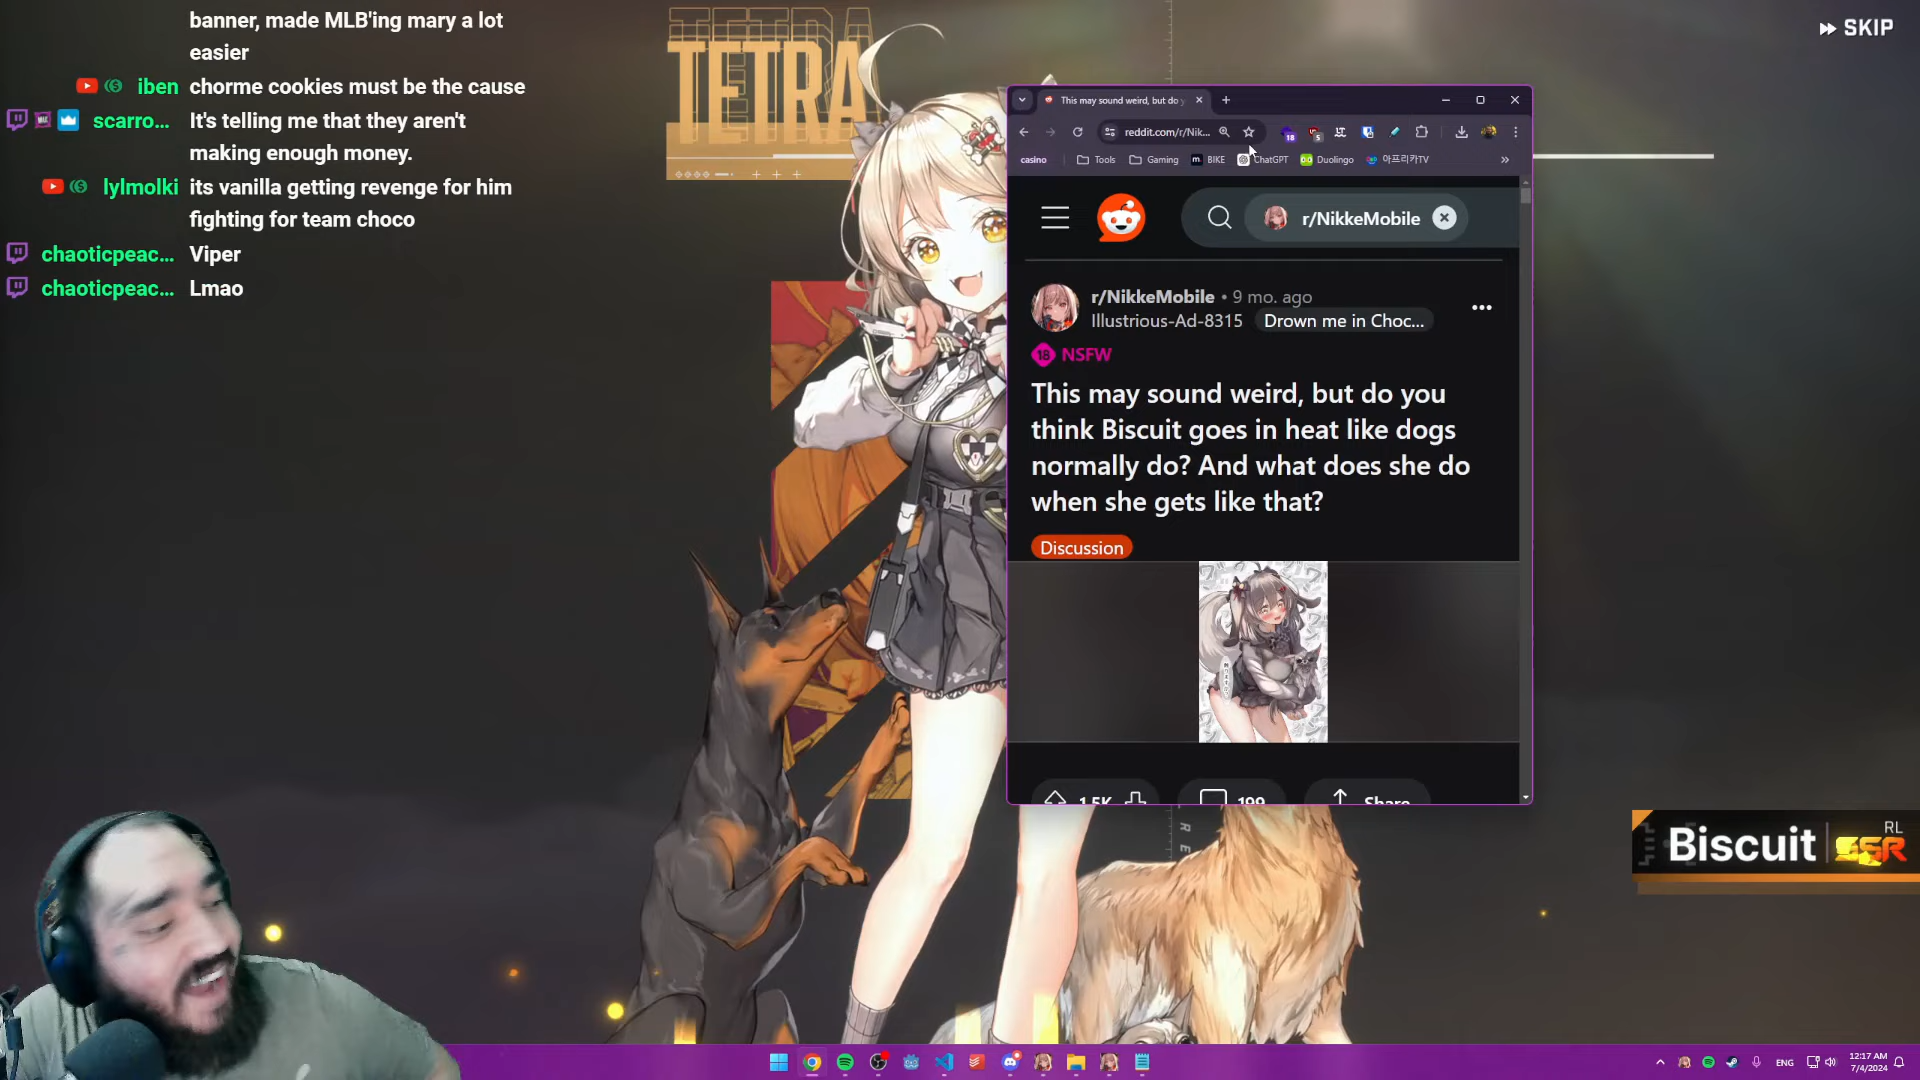 banner, made MLB'ing mary a lot
easier
iben chorme cookies must be the cause
scarro... It's telling me that they aren't
making enough money.
lylmolki its vanilla getting revenge for him
fighting for team choco
chaoticpeac... Viper
chaoticpeac... Lmao
TETRA
TETRA
SKIP
This may sound weird, but do y
reddit.com/r/Nik...
casino Tools Gaming BIKE ChatGPT Duolingo 아프리카TV
r/NikkeMobile
r/NikkeMobile • 9 mo. ago
Illustrious-Ad-8315 Drown me in Choc...
18 NSFW
This may sound weird, but do you
think Biscuit goes in heat like dogs
normally do? And what does she do
when she gets like that?
Discussion
1.5K 199 Share
Biscuit RL SSR
ENG
12:17 AM
7/4/2024